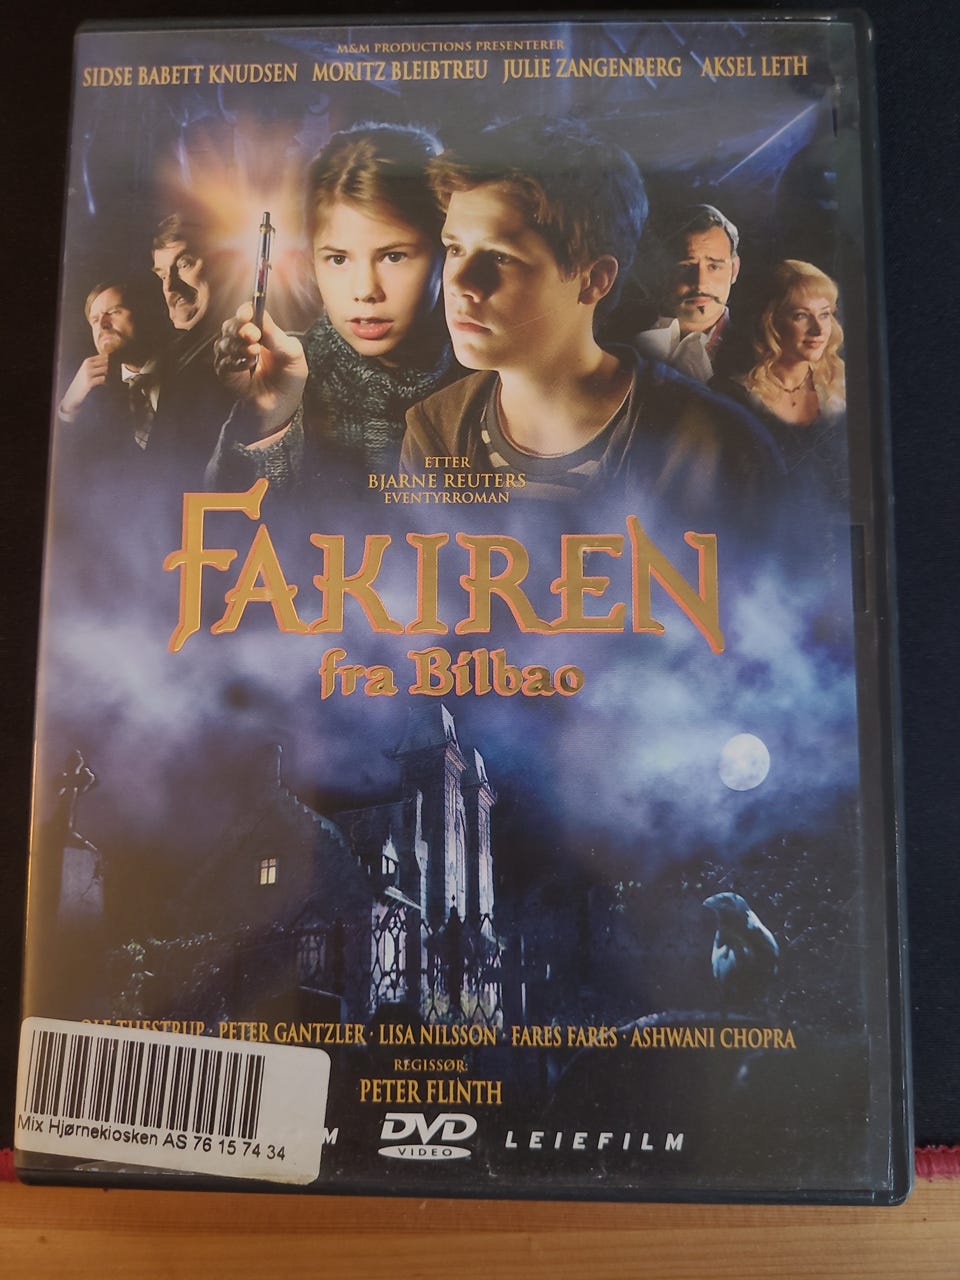 M&M PRODUCTIONS PRESENTERER
SIDSE BABETT KNUDSEN MORITZ BLEIBTREU JULIE ZANGENBERG AKSEL LETH
ETTER
BJARNE REUTERS
EVENTYRROMAN
FAKIREN
fra Bilbao
THESTRUP · PETER GANTZLER · LISA NILSSON · FARES FARES · ASHWANI CHOPRA
REGISSØR:
PETER FLINTH
Mix Hjørnekiosken AS 76 15 74 34
M DVD VIDEO LEIEFILM